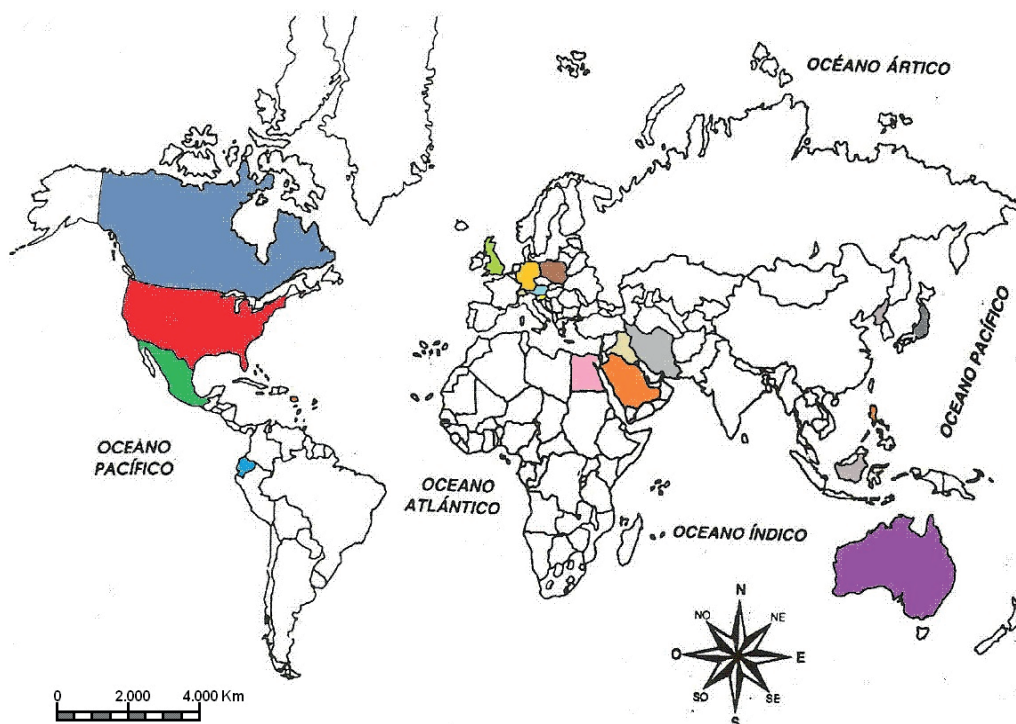 OCÉANO ÁRTICO
OCEANO PACÍFICO
OCEANO
PACÍFICO
OCEANO
ATLÁNTICO
OCEANO ÍNDICO
N
NO
NE
O
E
SO
SE
S
0
2.000
4.000 Km